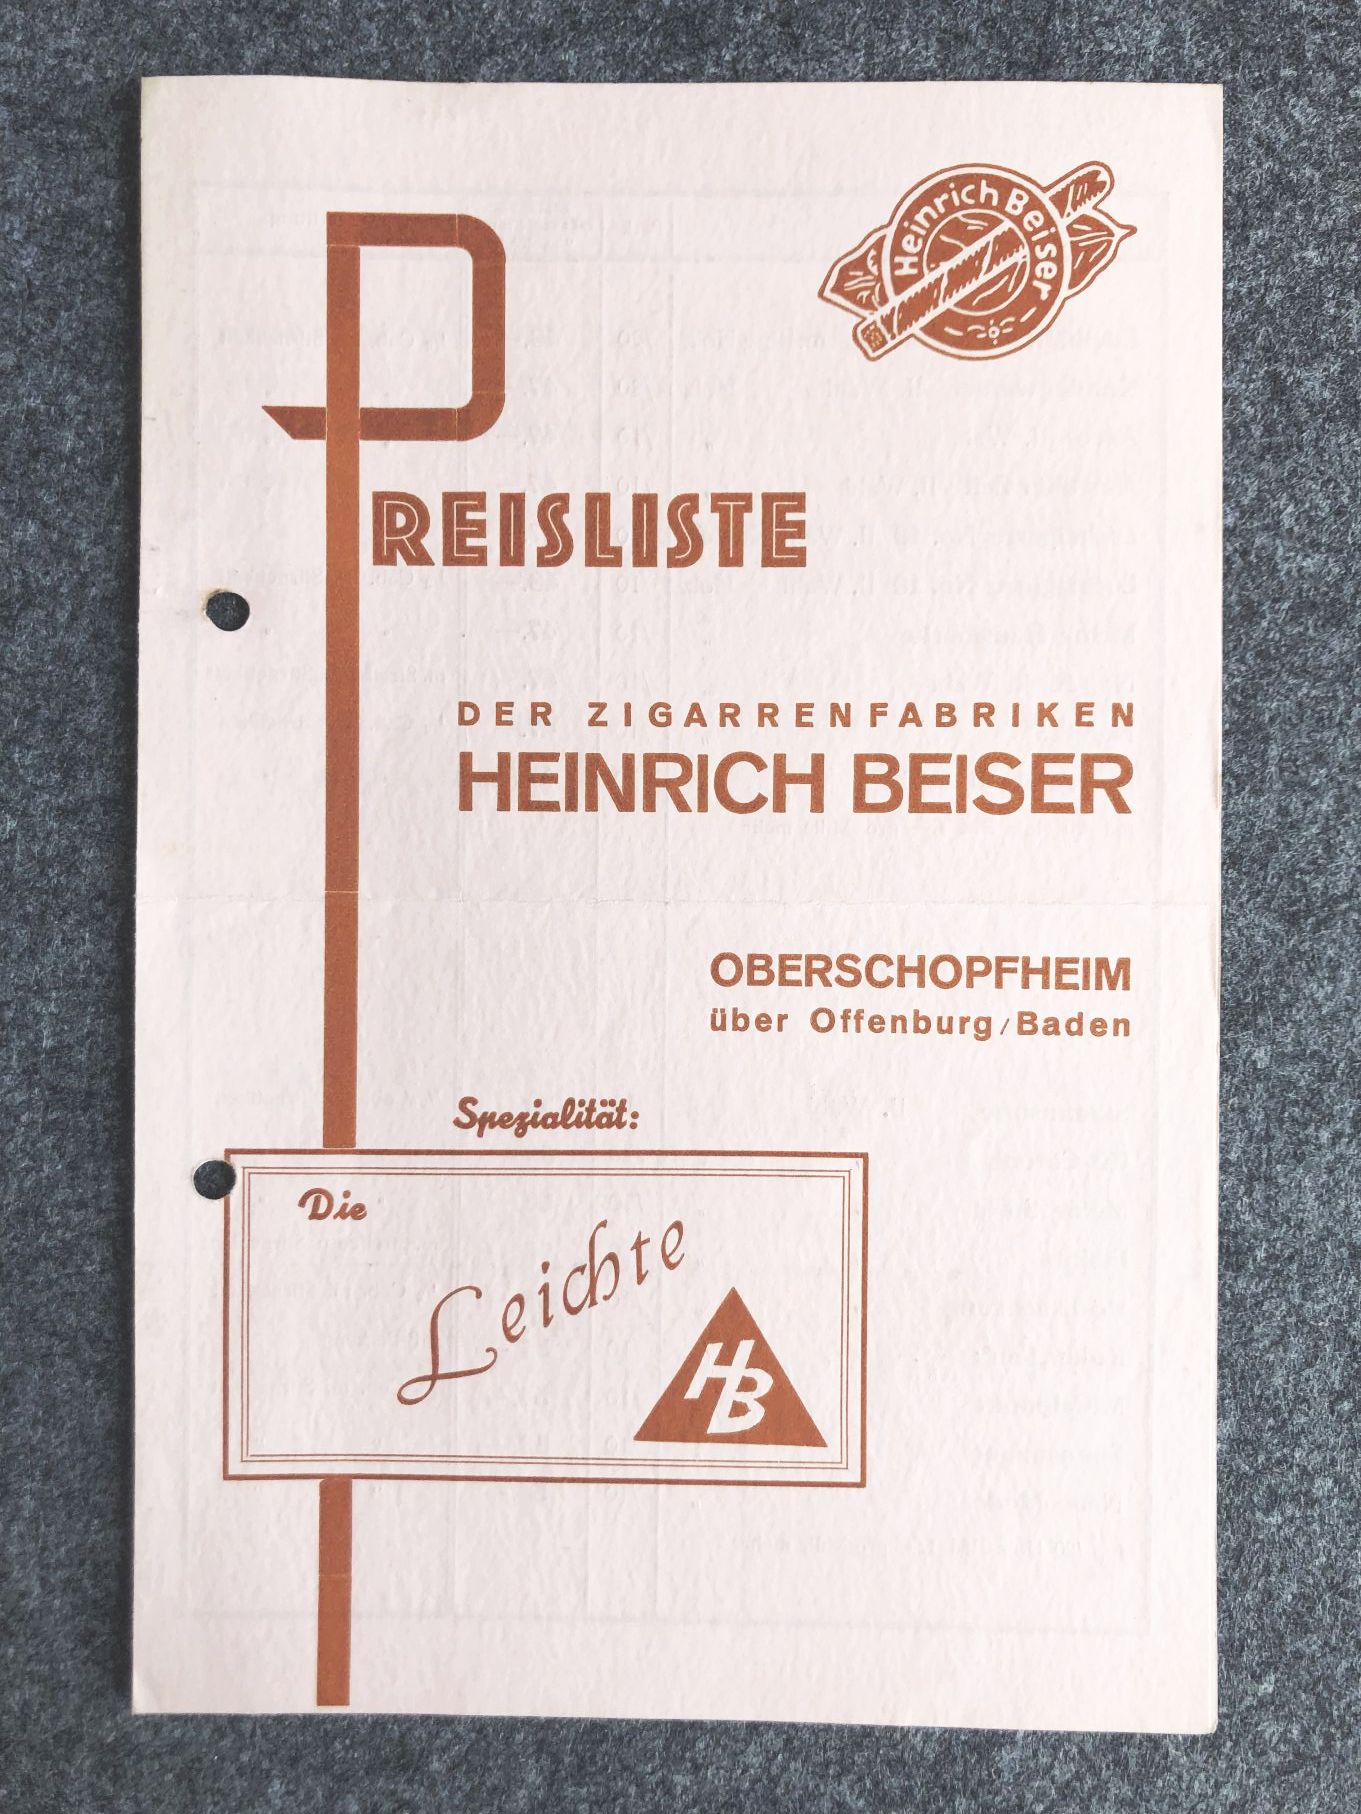 Heinrich Beiser
PREISLISTE
DER ZIGARRENFABRIKEN
HEINRICH BEISER
OBERSCHOPFHEIM
über Offenburg/Baden
Spezialität:
Die
Leichte
HB